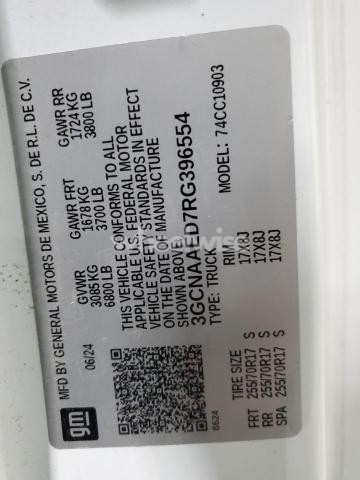 MFD BY GENERAL MOTORS DE MEXICO, S. DE R.L. DE C.V.
06/24 GVWR GAWR FRT GAWR RR
3085KG 1678 KG 1724 KG
6800 LB 3700 LB 3800 LB
THIS VEHICLE CONFORMS TO ALL
APPLICABLE U.S. FEDERAL MOTOR
VEHICLE SAFETY STANDARDS IN EFFECT
ON THE DATE OF MANUFACTURE
SHOWN ABOVE.
3GCNAAED7RG396554
TYPE: TRUCK MODEL: 74CC10903
TIRE SIZE RIM
FRT 255/70R17 S 17X8J
RR 255/70R17 S 17X8J
SPA 255/70R17 S 17X8J
gm
8624